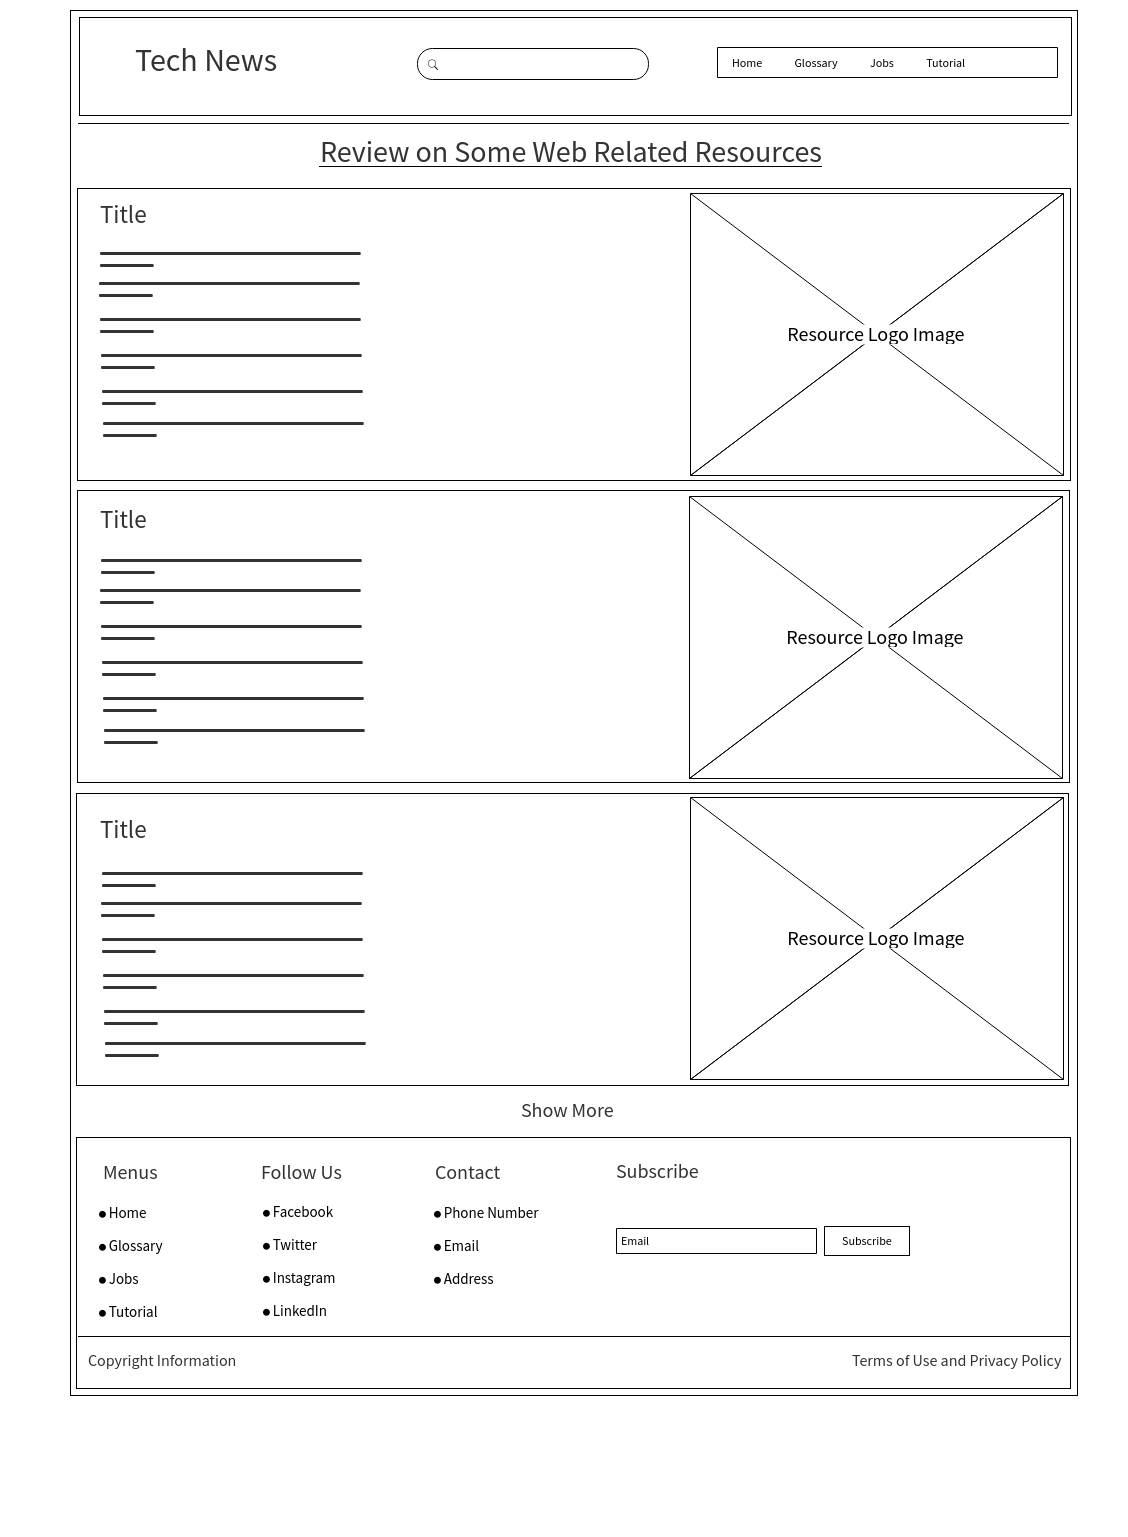 Tech News
Home Glossary Jobs Tutorial
Review on Some Web Related Resources
Title
Resource Logo Image
Title
Resource Logo Image
Title
Resource Logo Image
Show More
Menus
Home
Glossary
Jobs
Tutorial
Follow Us
Facebook
Twitter
Instagram
LinkedIn
Contact
Phone Number
Email
Address
Subscribe
Email
Subscribe
Copyright Information
Terms of Use and Privacy Policy